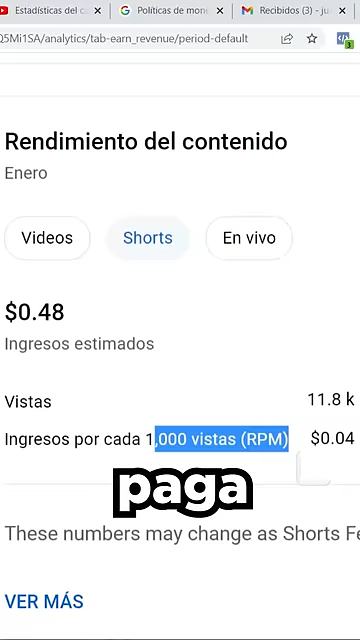 Estadísticas del ca
Políticas de mone
Recibidos (3) - ju
Q5Mi1SA/analytics/tab-earn_revenue/period-default
3
Rendimiento del contenido
Enero
Videos
Shorts
En vivo
$0.48
Ingresos estimados
Vistas
11.8 k
Ingresos por cada 1,000 vistas (RPM)
$0.04
paga
These numbers may change as Shorts Fe
VER MÁS